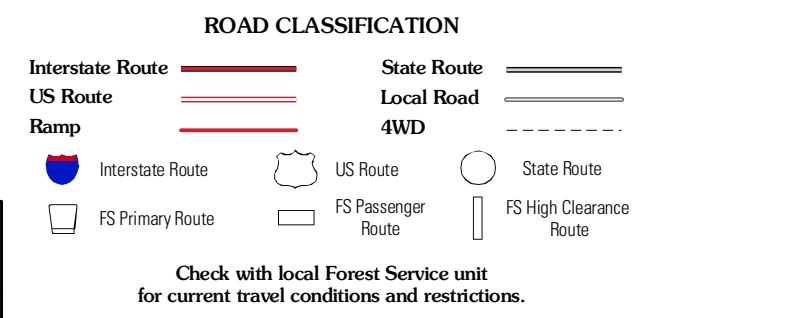 ROAD CLASSIFICATION
Interstate Route
State Route
US Route
Local Road
Ramp
4WD
Interstate Route
US Route
State Route
FS Primary Route
FS Passenger
Route
FS High Clearance
Route
Check with local Forest Service unit
for current travel conditions and restrictions.